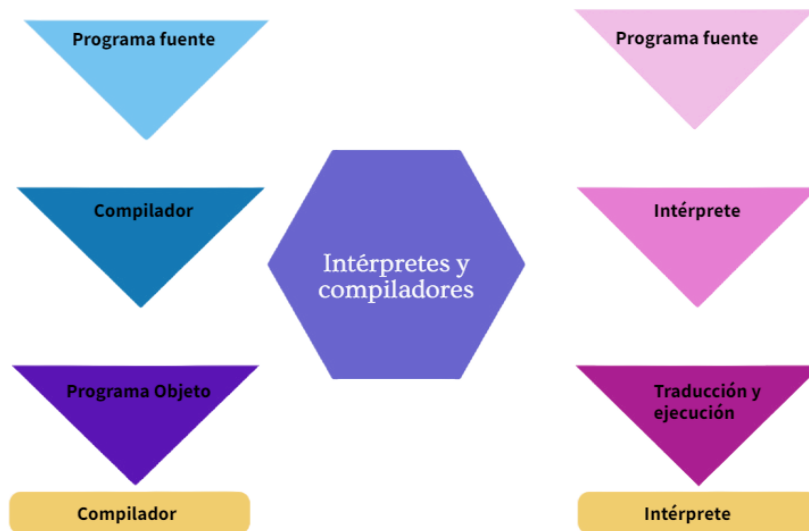 Programa fuente
Compilador
Programa Objeto
Compilador
Intérpretes y
compiladores
Programa fuente
Intérprete
Traducción y
ejecución
Intérprete